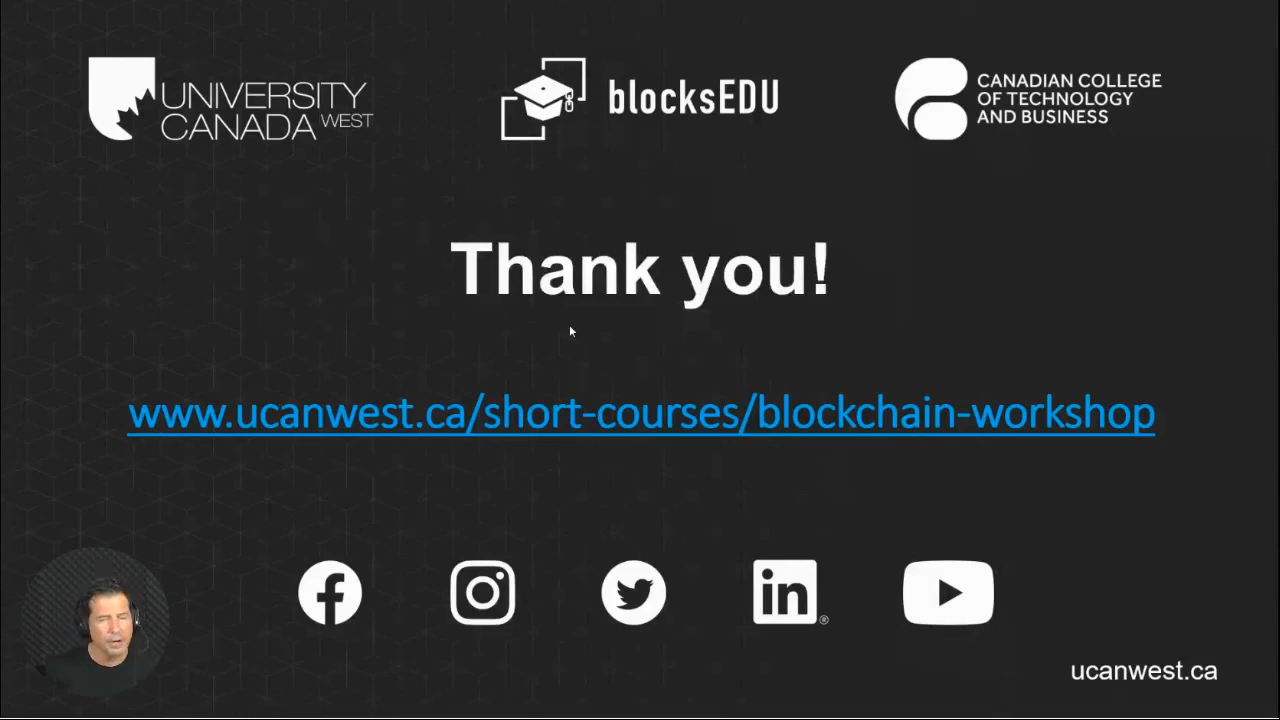 UNIVERSITY
CANADA WEST
blocksEDU
CANADIAN COLLEGE
OF TECHNOLOGY
AND BUSINESS
Thank you!
www.ucanwest.ca/short-courses/blockchain-workshop
in®
ucanwest.ca